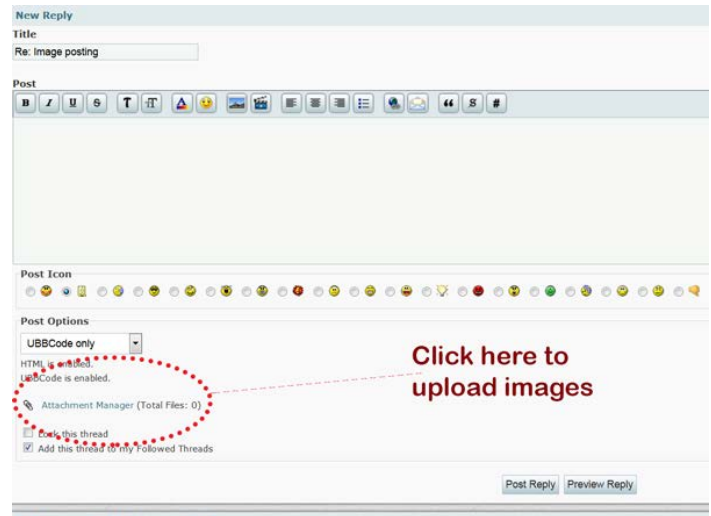 New Reply
Title
Re: Image posting
Post
B I U S T T A
“ S #
Post Icon
Post Options
UBBCode only
HTML is enabled.
UBBCode is enabled.
Click here to
upload images
Attachment Manager (Total Files: 0)
Lock this thread
Add this thread to my Followed Threads
Post Reply Preview Reply